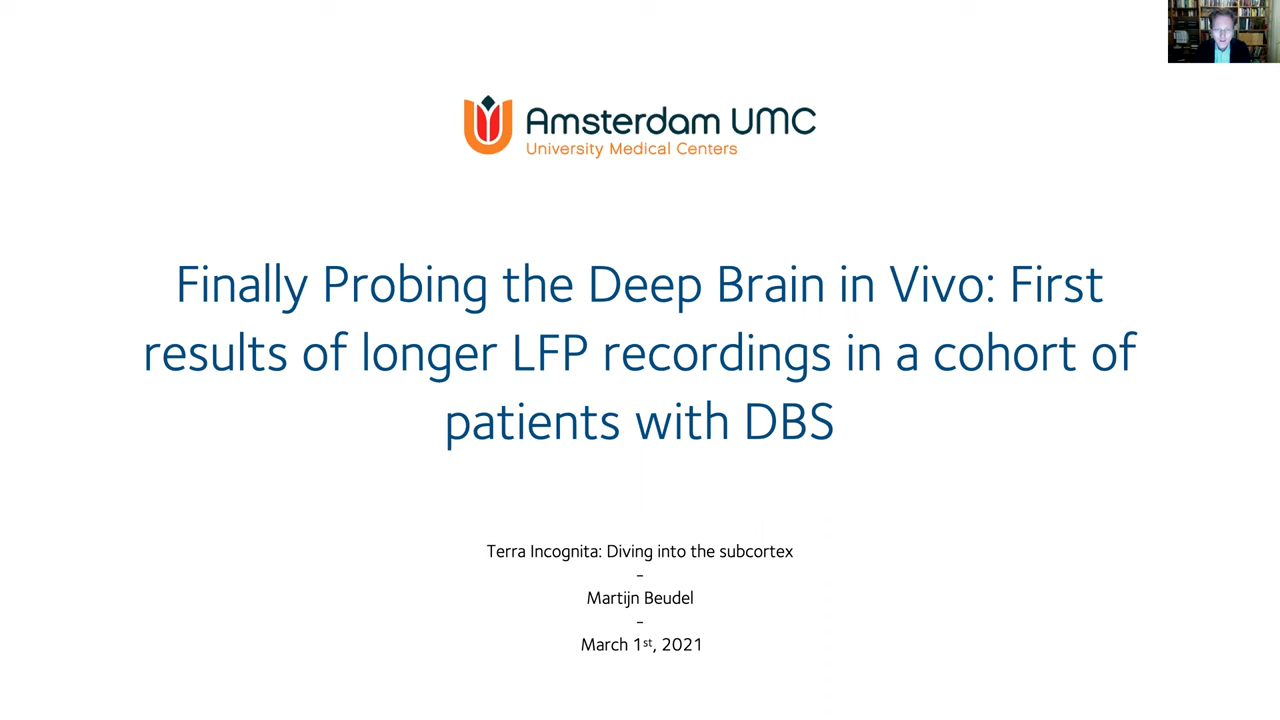 Amsterdam UMC
University Medical Centers
Finally Probing the Deep Brain in Vivo: First
results of longer LFP recordings in a cohort of
patients with DBS
Terra Incognita: Diving into the subcortex
–
Martijn Beudel
–
March 1st, 2021